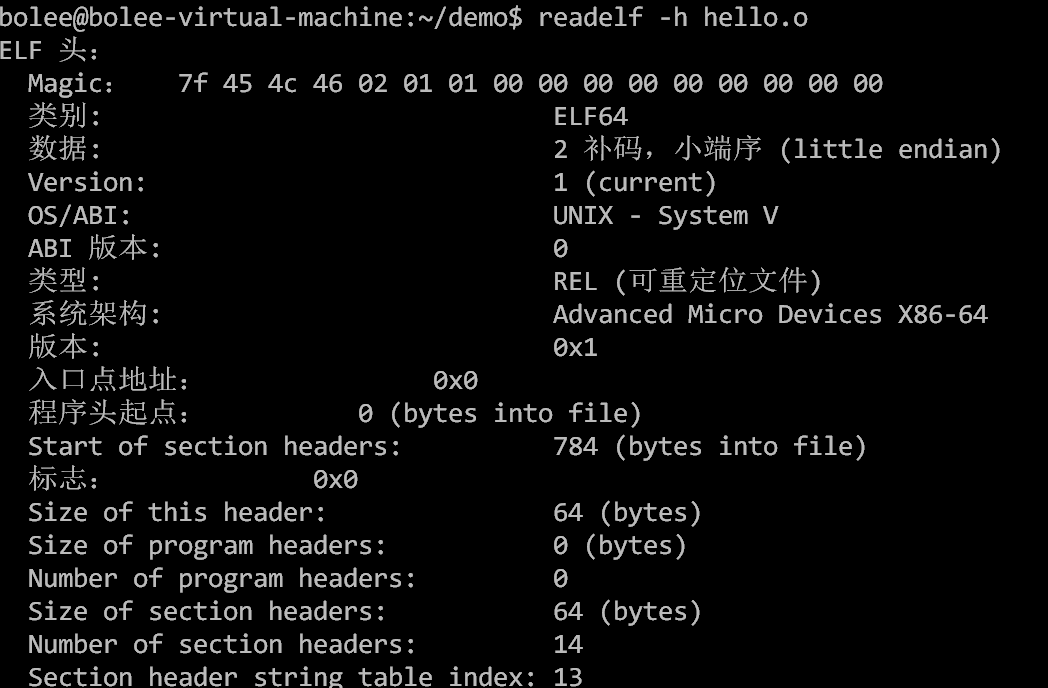 bolee@bolee-virtual-machine:~/demo$ readelf -h hello.o
ELF 头：
  Magic：   7f 45 4c 46 02 01 01 00 00 00 00 00 00 00 00 00
  类别:                              ELF64
  数据:                              2 补码，小端序 (little endian)
  Version:                           1 (current)
  OS/ABI:                            UNIX - System V
  ABI 版本:                          0
  类型:                              REL (可重定位文件)
  系统架构:                          Advanced Micro Devices X86-64
  版本:                              0x1
  入口点地址：               0x0
  程序头起点：          0 (bytes into file)
  Start of section headers:          784 (bytes into file)
  标志：             0x0
  Size of this header:               64 (bytes)
  Size of program headers:           0 (bytes)
  Number of program headers:         0
  Size of section headers:           64 (bytes)
  Number of section headers:         14
  Section header string table index: 13